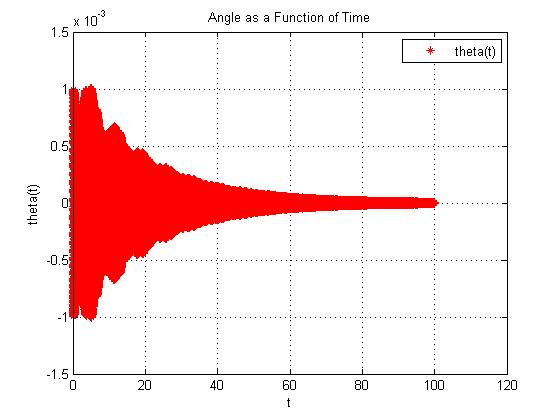 Angle as a Function of Time
x 10^-3
1.5
theta(t)
1
0.5
0
-0.5
-1
-1.5
theta(t)
0 20 40 60 80 100 120
t